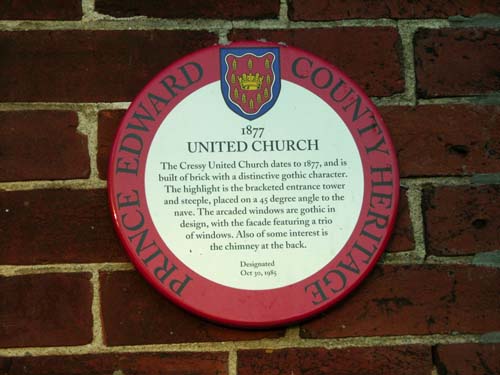 PRINCE EDWARD COUNTY HERITAGE
1877
UNITED CHURCH
The Cressy United Church dates to 1877, and is
built of brick with a distinctive gothic character.
The highlight is the bracketed entrance tower
and steeple, placed on a 45 degree angle to the
nave. The arcaded windows are gothic in
design, with the facade featuring a trio
of windows. Also of some interest is
the chimney at the back.
Designated
Oct 30, 1985